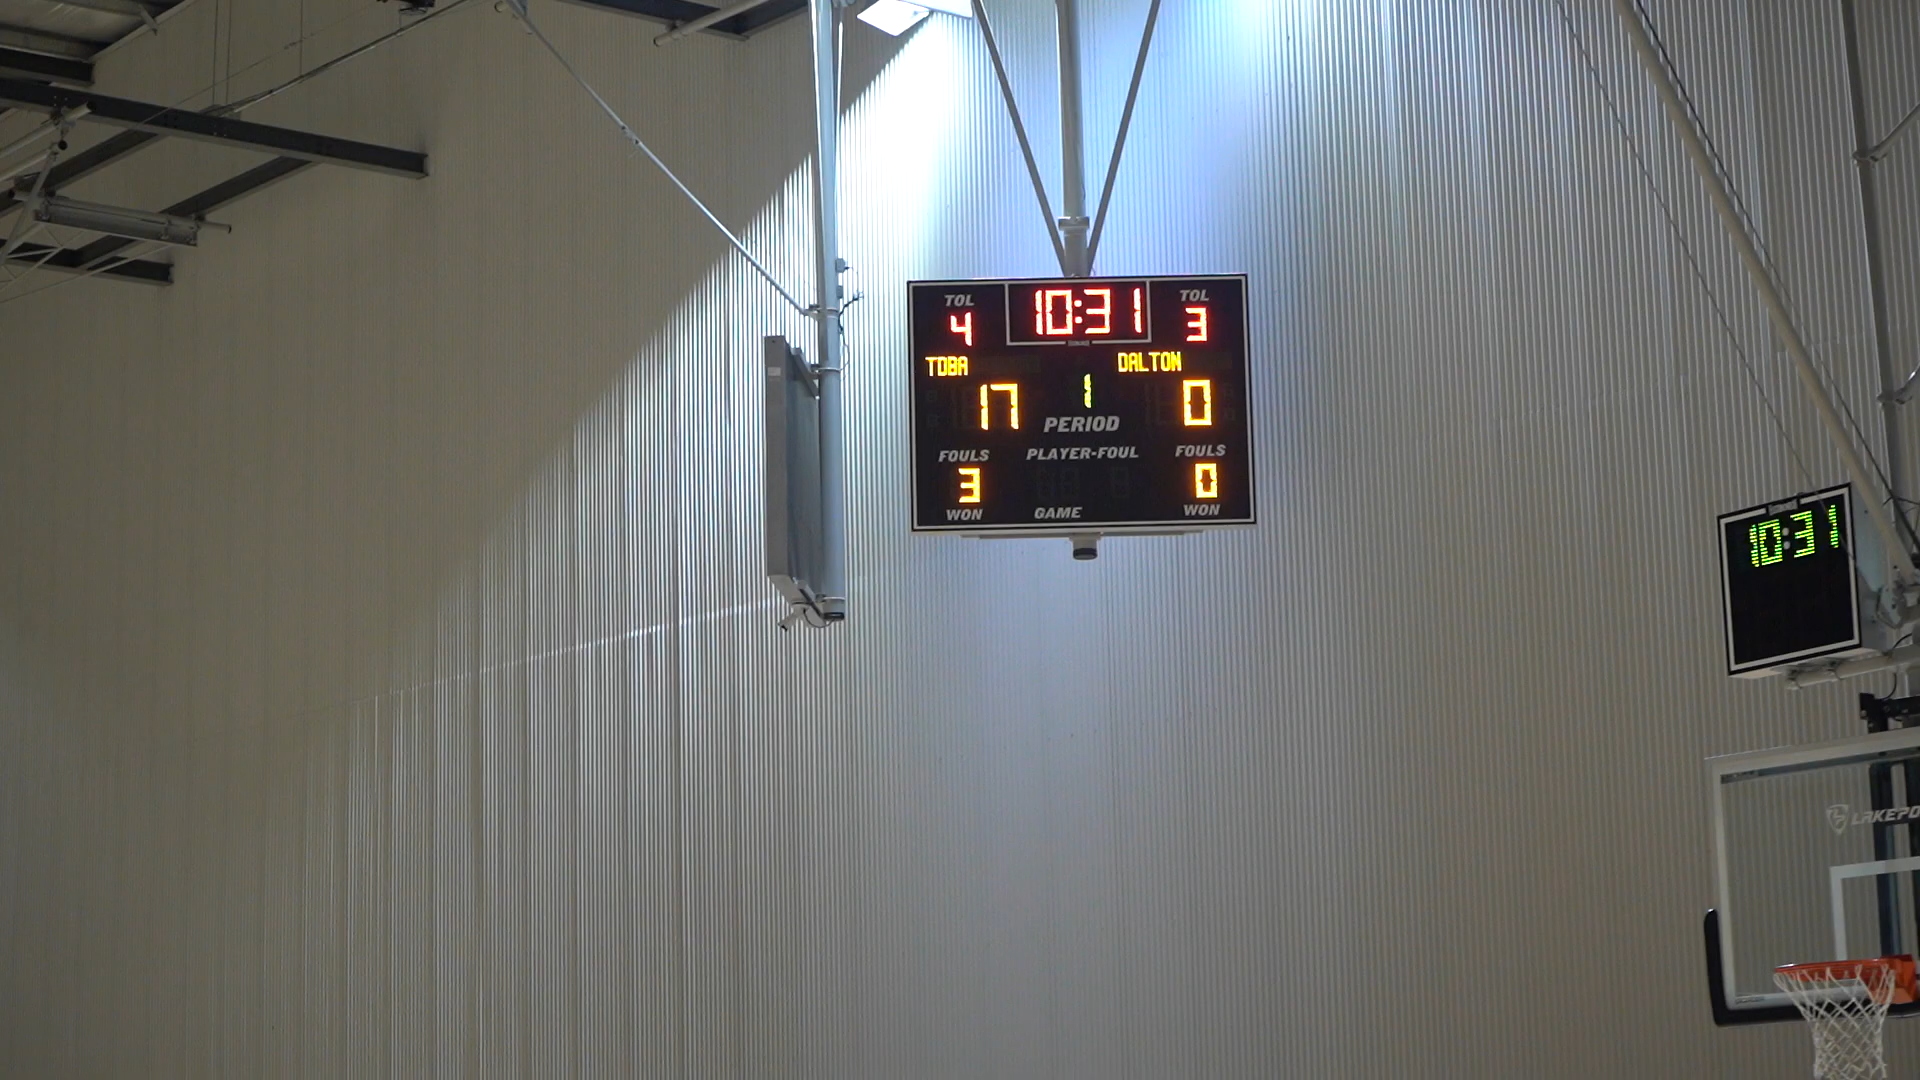 TOL 10:31 TOL
4 3
TDBA DALTON
17 1 0
PERIOD
FOULS PLAYER-FOUL FOULS
3 0
WON GAME WON
10:31